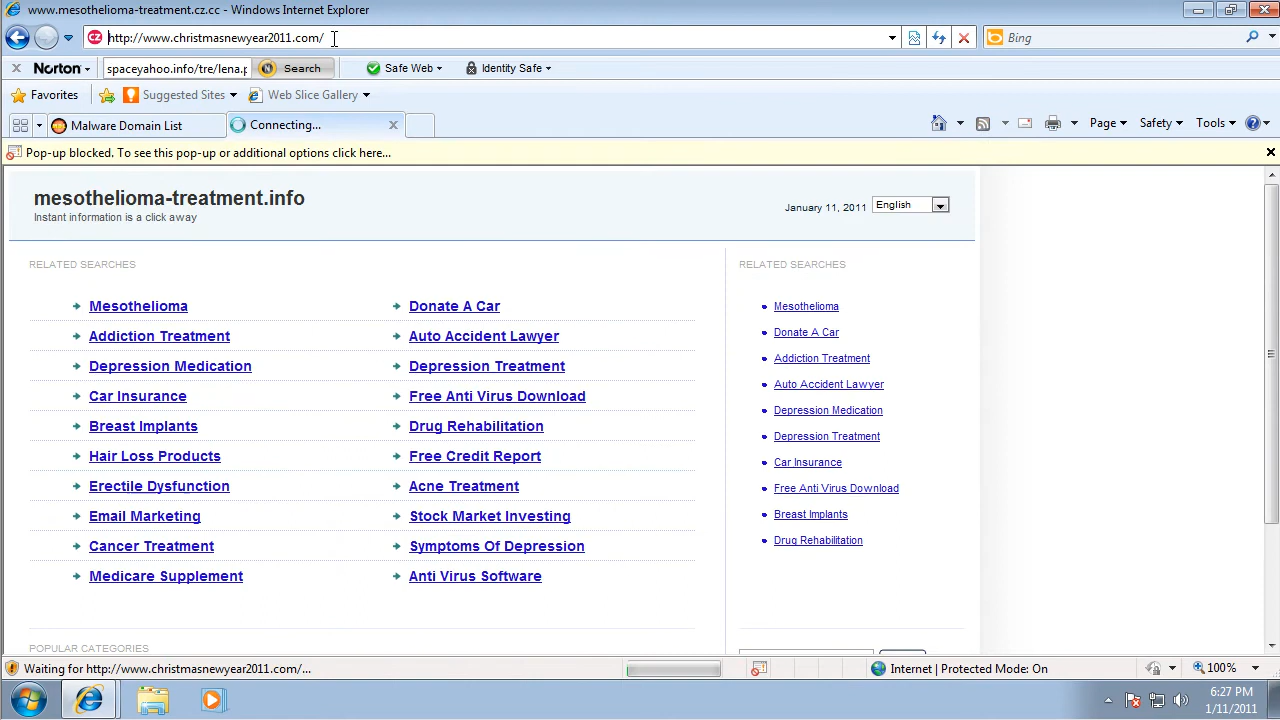 www.mesothelioma-treatment.cz.cc - Windows Internet Explorer
CZ http://www.christmasnewyear2011.com/ Bing
Norton spaceyahoo.info/tre/lena.p Search Safe Web Identity Safe
Favorites Suggested Sites Web Slice Gallery
Malware Domain List Connecting... Page Safety Tools
Pop-up blocked. To see this pop-up or additional options click here...
mesothelioma-treatment.info
Instant information is a click away
January 11, 2011 English
RELATED SEARCHES
Mesothelioma Donate A Car
Addiction Treatment Auto Accident Lawyer
Depression Medication Depression Treatment
Car Insurance Free Anti Virus Download
Breast Implants Drug Rehabilitation
Hair Loss Products Free Credit Report
Erectile Dysfunction Acne Treatment
Email Marketing Stock Market Investing
Cancer Treatment Symptoms Of Depression
Medicare Supplement Anti Virus Software
POPULAR CATEGORIES
RELATED SEARCHES
Mesothelioma
Donate A Car
Addiction Treatment
Auto Accident Lawyer
Depression Medication
Depression Treatment
Car Insurance
Free Anti Virus Download
Breast Implants
Drug Rehabilitation
Waiting for http://www.christmasnewyear2011.com/... Internet | Protected Mode: On 100%
6:27 PM
1/11/2011